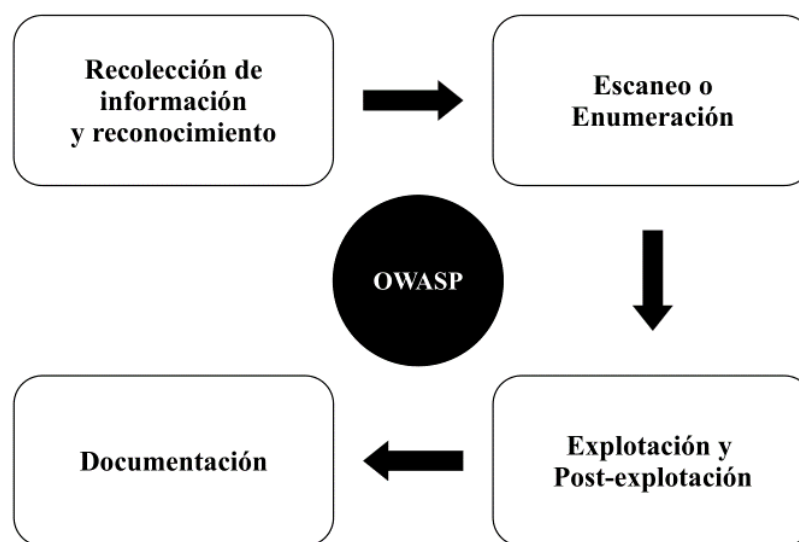 Recolección de
información
y reconocimiento
Escaneo o
Enumeración
OWASP
Documentación
Explotación y
Post-explotación